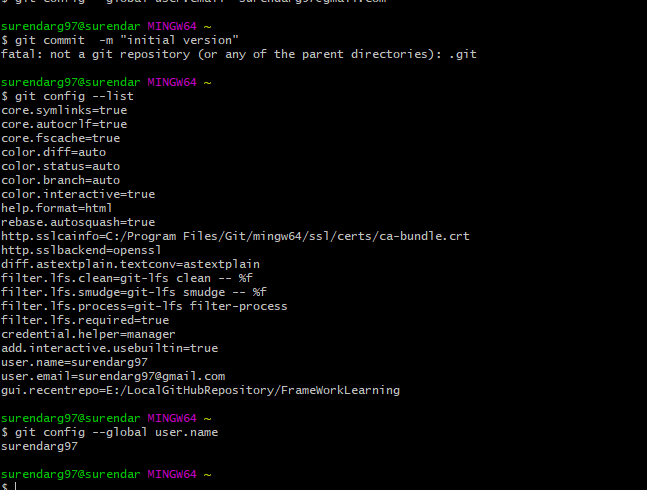 surendarg97@surendar MINGW64 ~
$ git commit  -m "initial version"
fatal: not a git repository (or any of the parent directories): .git
surendarg97@surendar MINGW64 ~
$ git config --list
core.symlinks=true
core.autocrlf=true
core.fscache=true
color.diff=auto
color.status=auto
color.branch=auto
color.interactive=true
help.format=html
rebase.autosquash=true
http.sslcainfo=C:/Program Files/Git/mingw64/ssl/certs/ca-bundle.crt
http.sslbackend=openssl
diff.astextplain.textconv=astextplain
filter.lfs.clean=git-lfs clean -- %f
filter.lfs.smudge=git-lfs smudge -- %f
filter.lfs.process=git-lfs filter-process
filter.lfs.required=true
credential.helper=manager
add.interactive.usebuiltin=true
user.name=surendarg97
user.email=surendarg97@gmail.com
gui.recentrepo=E:/LocalGitHubRepository/FrameWorkLearning
surendarg97@surendar MINGW64 ~
$ git config --global user.name
surendarg97
surendarg97@surendar MINGW64 ~
$